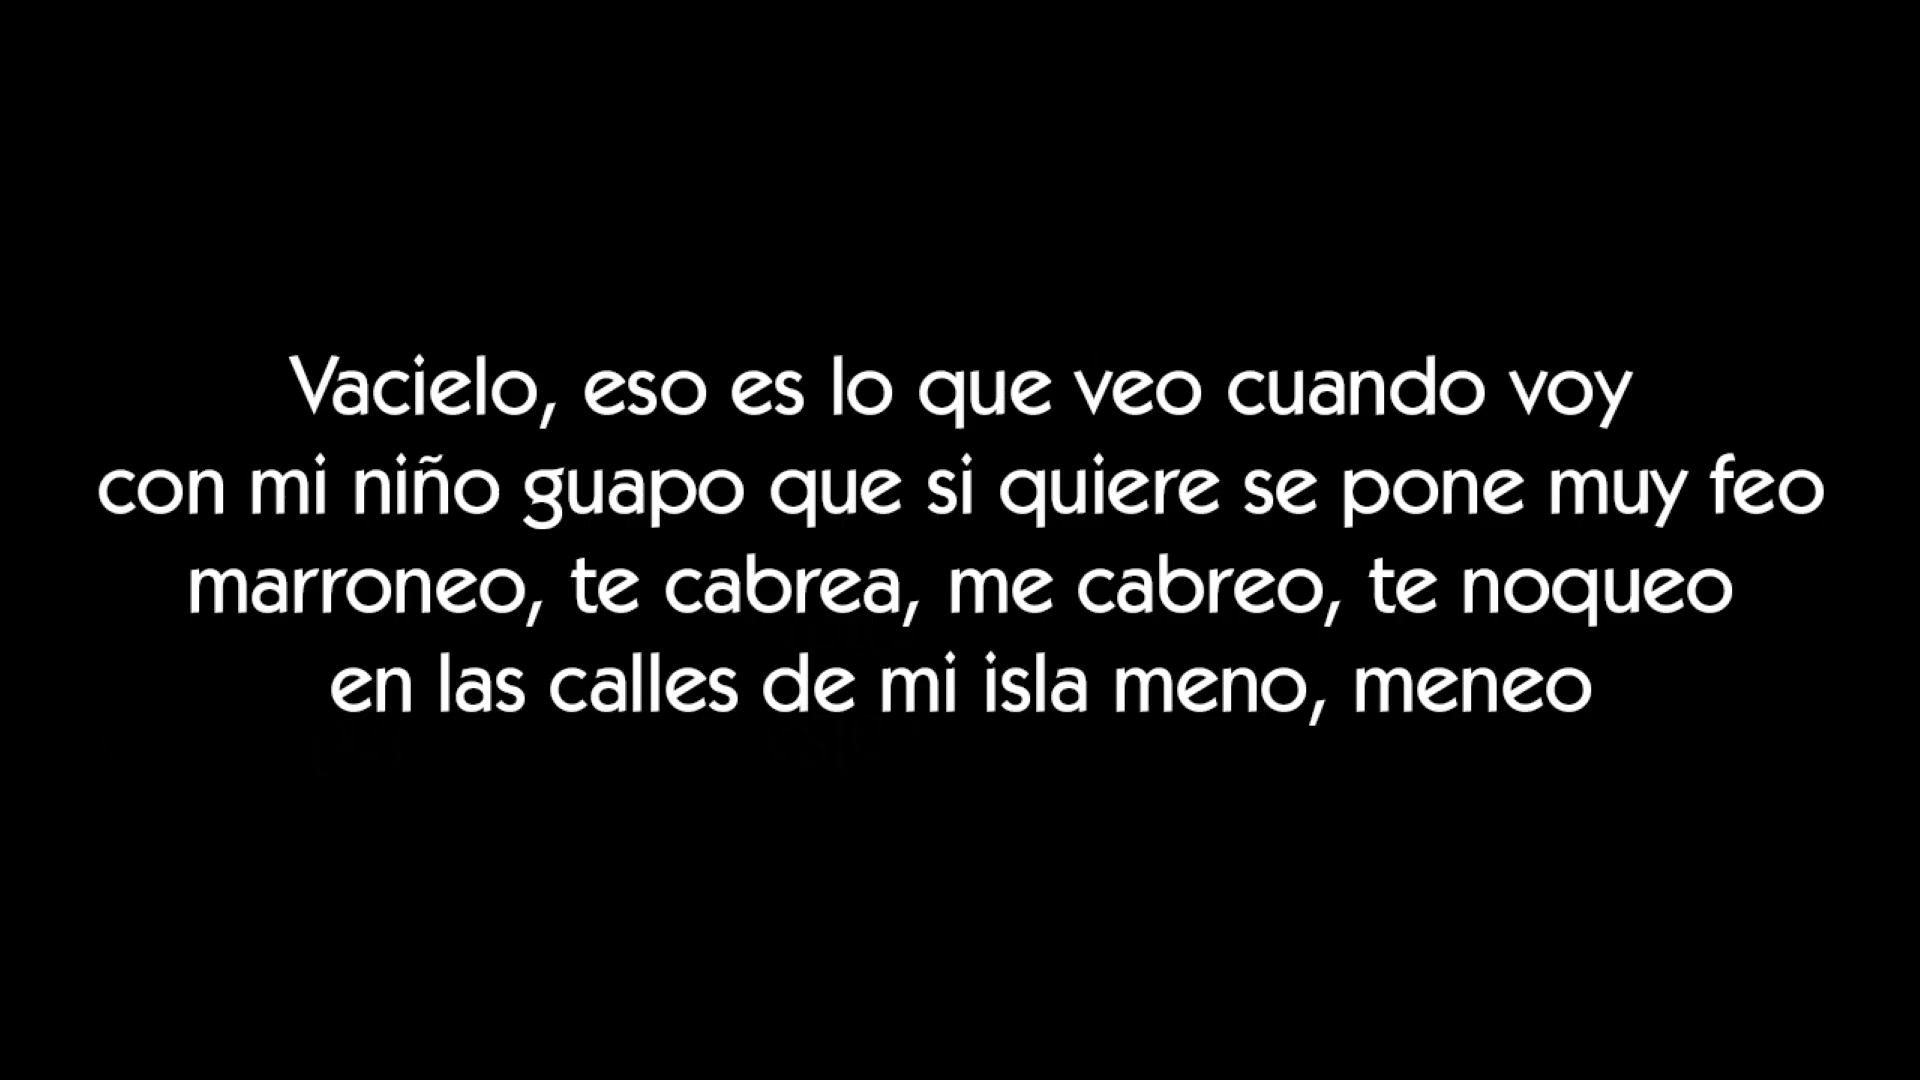 Vacielo, eso es lo que veo cuando voy
con mi niño guapo que si quiere se pone muy feo
marroneo, te cabrea, me cabreo, te noqueo
en las calles de mi isla meno, meneo